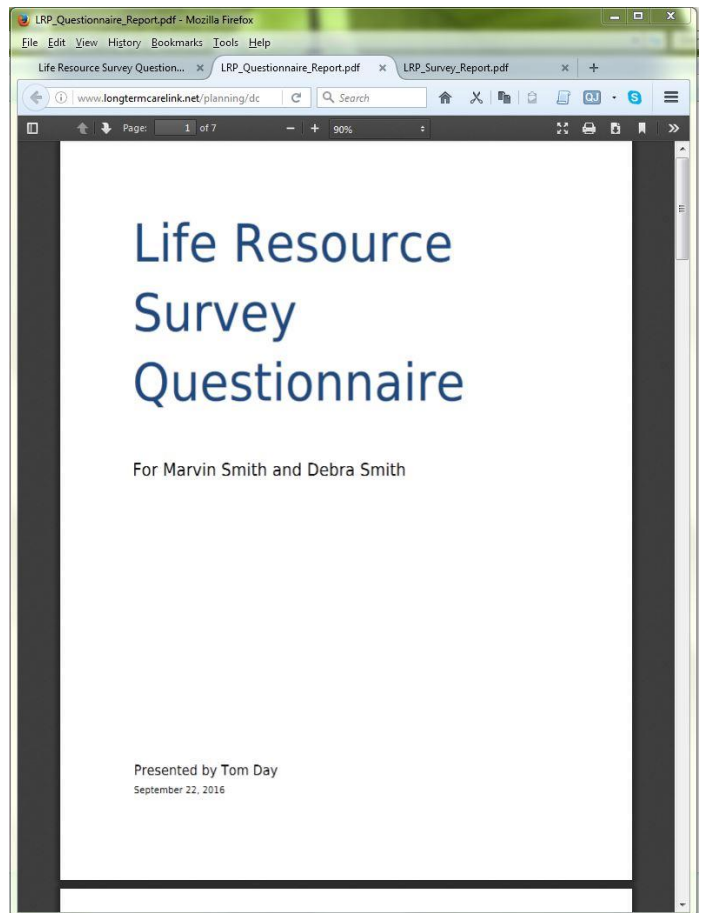 LRP_Questionnaire_Report.pdf - Mozilla Firefox
File Edit View History Bookmarks Tools Help
Life Resource Survey Question... × LRP_Questionnaire_Report.pdf × LRP_Survey_Report.pdf × +
www.longtermcarelink.net/planning/dc Search QJ S
Page: 1 of 7 − + 90%
Life Resource
Survey
Questionnaire
For Marvin Smith and Debra Smith
Presented by Tom Day
September 22, 2016